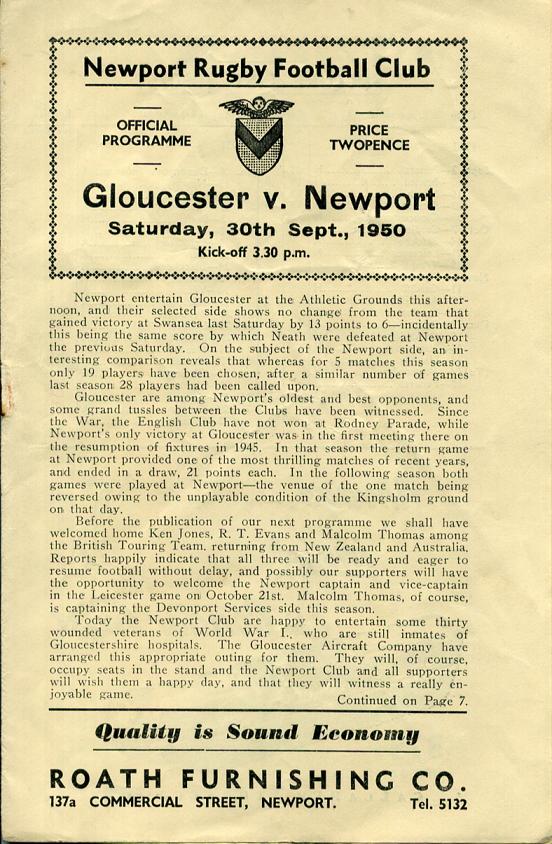 Newport Rugby Football Club
OFFICIAL
PROGRAMME
PRICE
TWOPENCE
Gloucester v. Newport
Saturday, 30th Sept., 1950
Kick-off 3.30 p.m.
Newport entertain Gloucester at the Athletic Grounds this after-
noon, and their selected side shows no change from the team that
gained victory at Swansea last Saturday by 13 points to 6—incidentally
this being the same score by which Neath were defeated at Newport
the previous Saturday. On the subject of the Newport side, an in-
teresting comparison reveals that whereas for 5 matches this season
only 19 players have been chosen, after a similar number of games
last season 28 players had been called upon.
Gloucester are among Newport's oldest and best opponents, and
some grand tussles between the Clubs have been witnessed. Since
the War, the English Club have not won at Rodney Parade, while
Newport's only victory at Gloucester was in the first meeting there on
the resumption of fixtures in 1945. In that season the return game
at Newport provided one of the most thrilling matches of recent years,
and ended in a draw, 21 points each. In the following season both
games were played at Newport—the venue of the one match being
reversed owing to the unplayable condition of the Kingsholm ground
on that day.
Before the publication of our next programme we shall have
welcomed home Ken Jones, R. T. Evans and Malcolm Thomas among
the British Touring Team, returning from New Zealand and Australia.
Reports happily indicate that all three will be ready and eager to
resume football without delay, and possibly our supporters will have
the opportunity to welcome the Newport captain and vice-captain
in the Leicester game on October 21st. Malcolm Thomas, of course,
is captaining the Devonport Services side this season.
Today the Newport Club are happy to entertain some thirty
wounded veterans of World War I., who are still inmates of
Gloucestershire hospitals. The Gloucester Aircraft Company have
arranged this appropriate outing for them. They will, of course,
occupy seats in the stand and the Newport Club and all supporters
will wish them a happy day, and that they will witness a really en-
joyable game.
Continued on Page 7.
Quality is Sound Economy
ROATH FURNISHING CO.
137a COMMERCIAL STREET, NEWPORT. Tel. 5132